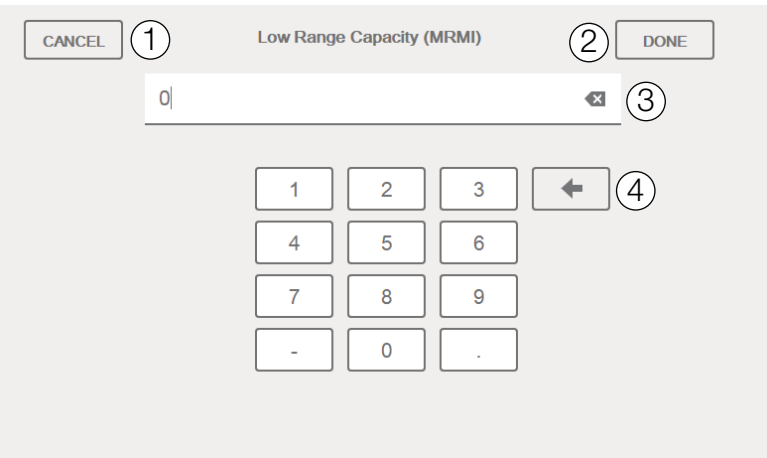 CANCEL 1 Low Range Capacity (MRMI) 2 DONE
0 3
1 2 3 4
4 5 6
7 8 9
- 0 .